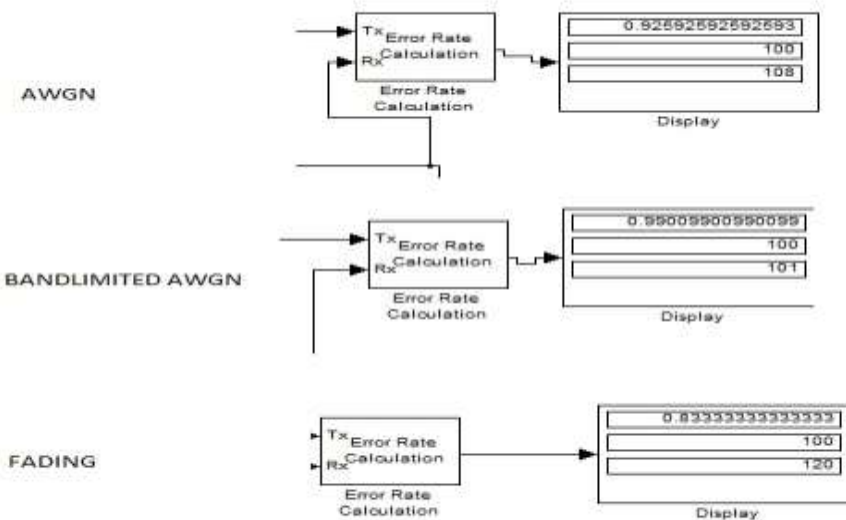 AWGN
Tx
Rx
Error Rate
Calculation
Error Rate
Calculation
0.92592592592593
100
108
Display
BANDLIMITED AWGN
Tx
Rx
Error Rate
Calculation
Error Rate
Calculation
0.99009900990099
100
101
Display
FADING
Tx
Rx
Error Rate
Calculation
Error Rate
Calculation
0.83333333333333
100
120
Display